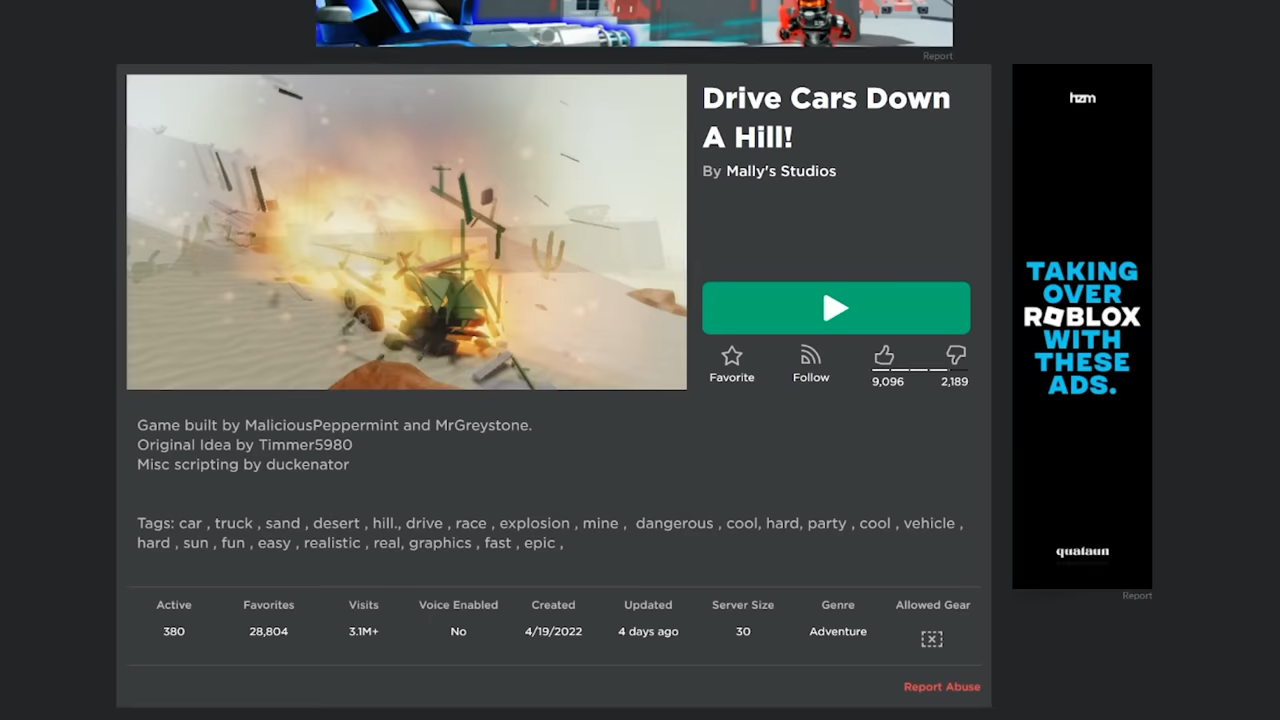 Report
Drive Cars Down
A Hill!
By Mally's Studios
Favorite
Follow
9,096
2,189
Game built by MaliciousPeppermint and MrGreystone.
Original Idea by Timmer5980
Misc scripting by duckenator
Tags: car , truck , sand , desert , hill., drive , race , explosion , mine ,  dangerous , cool, hard, party , cool , vehicle ,
hard , sun , fun , easy , realistic , real, graphics , fast , epic ,
Active
Favorites
Visits
Voice Enabled
Created
Updated
Server Size
Genre
Allowed Gear
380
28,804
3.1M+
No
4/19/2022
4 days ago
30
Adventure
Report Abuse
hzm
TAKING
OVER
ROBLOX
WITH
THESE
ADS.
quataun
Report